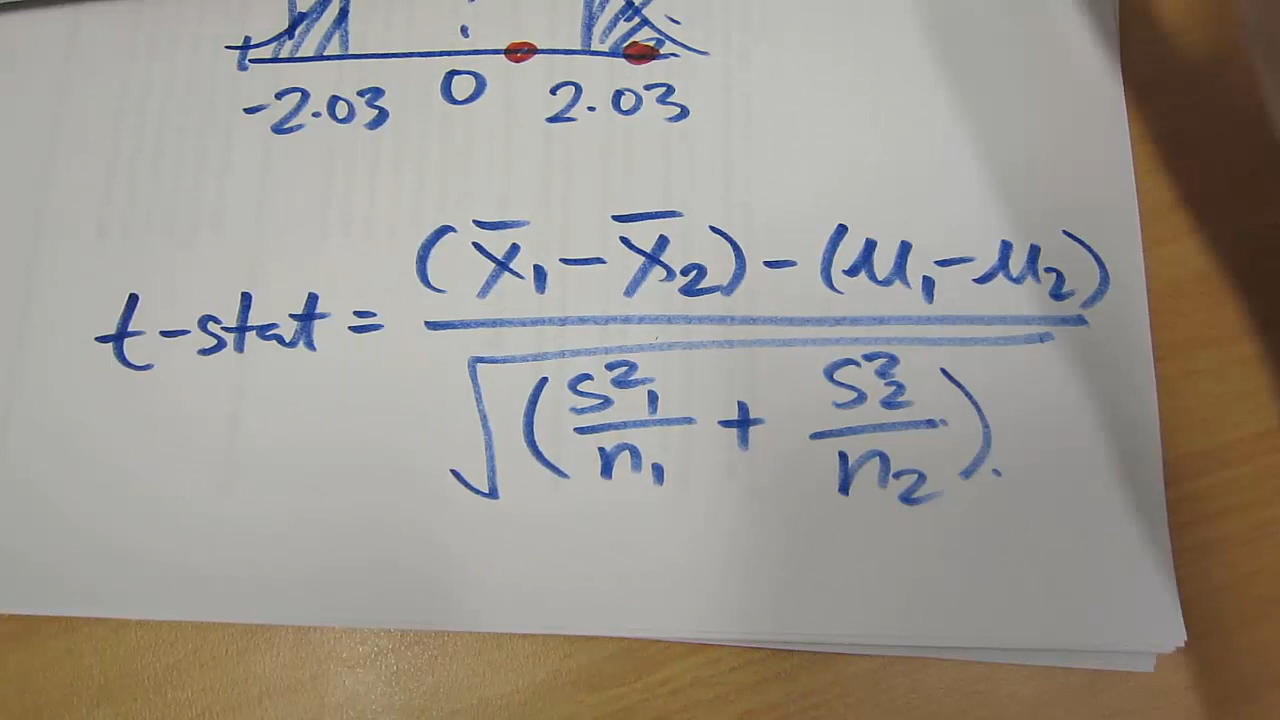 -2.03 0 2.03
t-stat = ((x̄₁ - x̄₂) - (μ₁ - μ₂)) / √(s²₁/n₁ + s²₂/n₂).